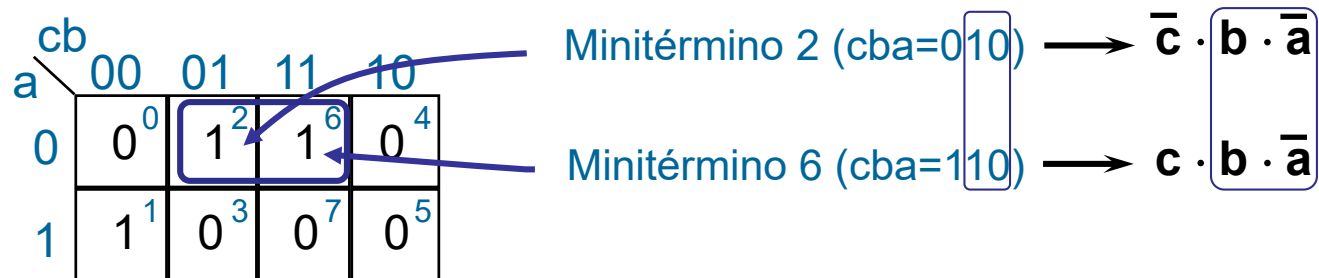 cb
a 00 01 11 10
0 0⁰ 1² 1⁶ 0⁴
1 1¹ 0³ 0⁷ 0⁵
Minitérmino 2 (cba=010) → c̅ · b · a̅
Minitérmino 6 (cba=110) → c · b · a̅